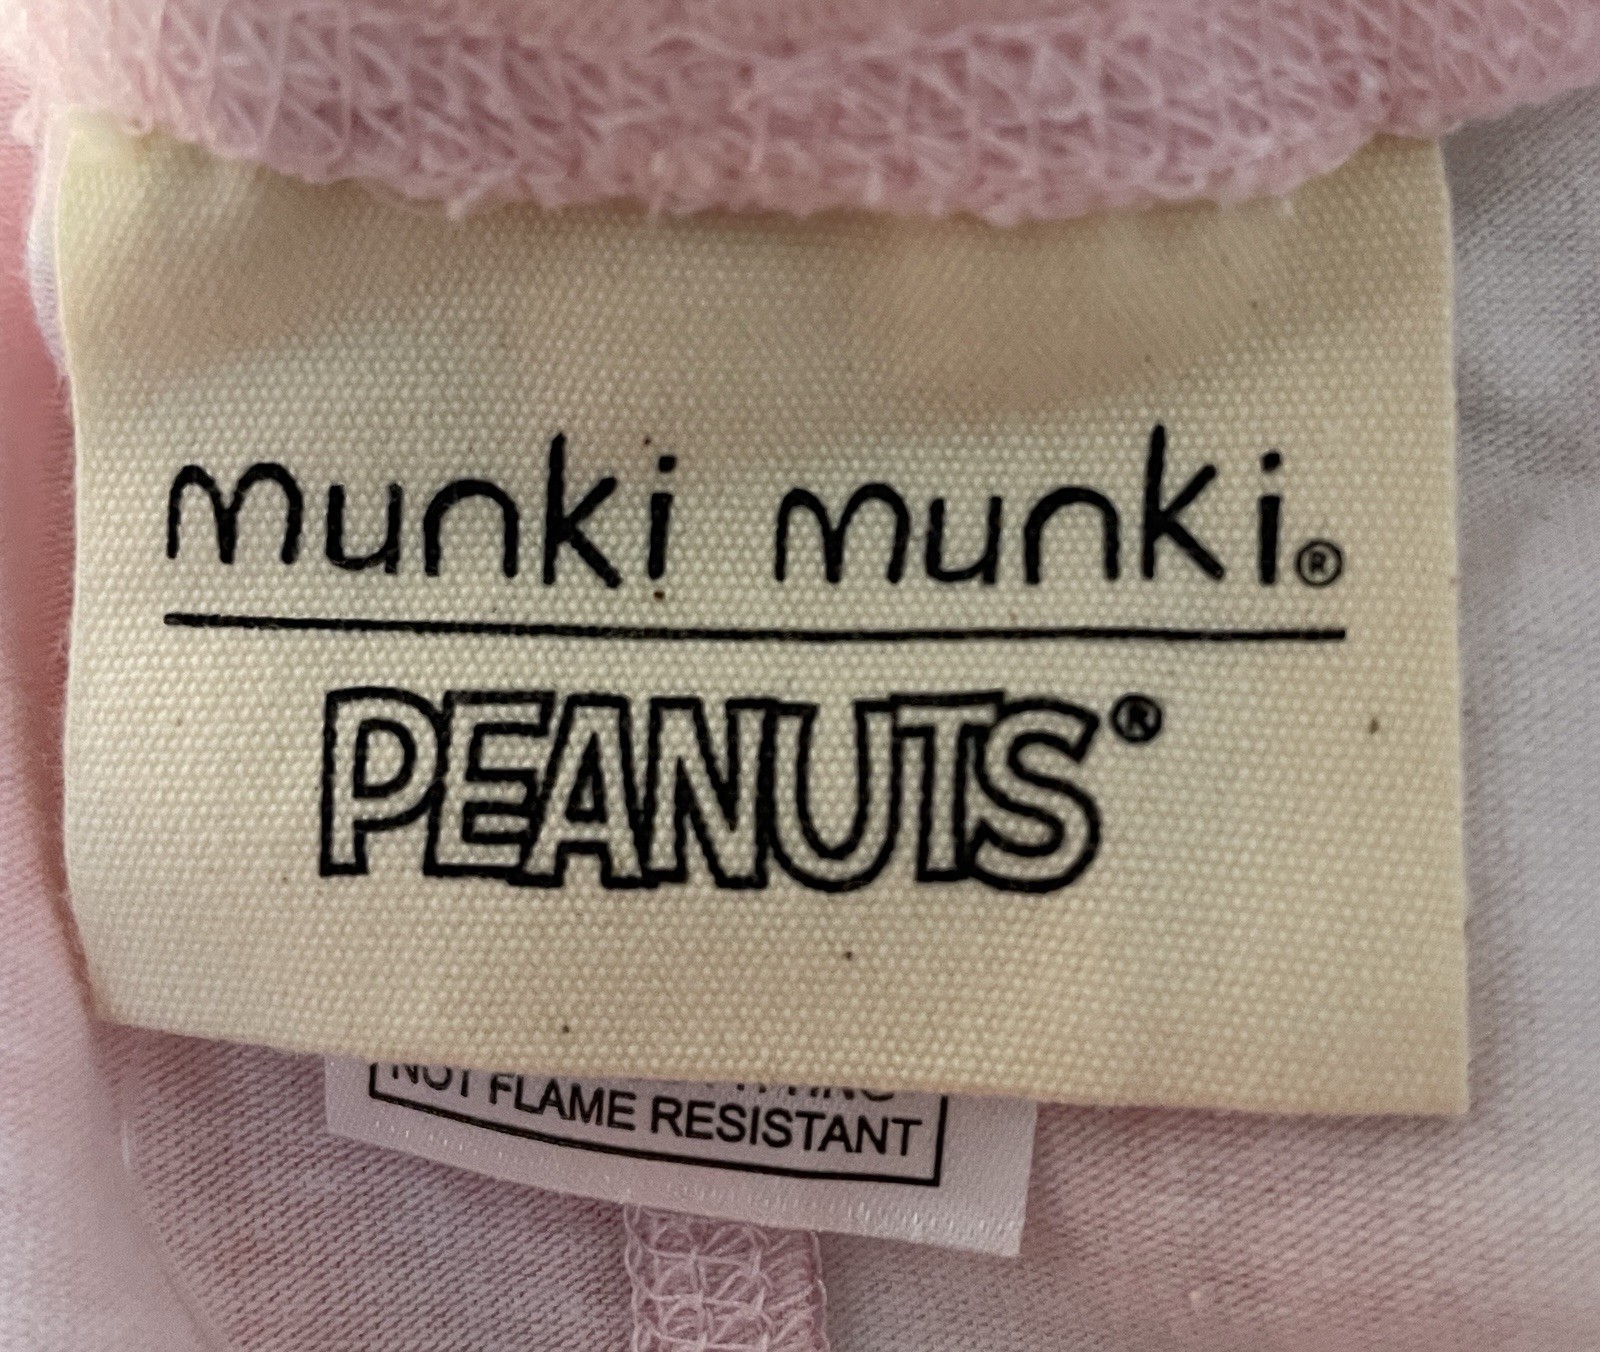 munki munki®
PEANUTS®
NOT FLAME RESISTANT